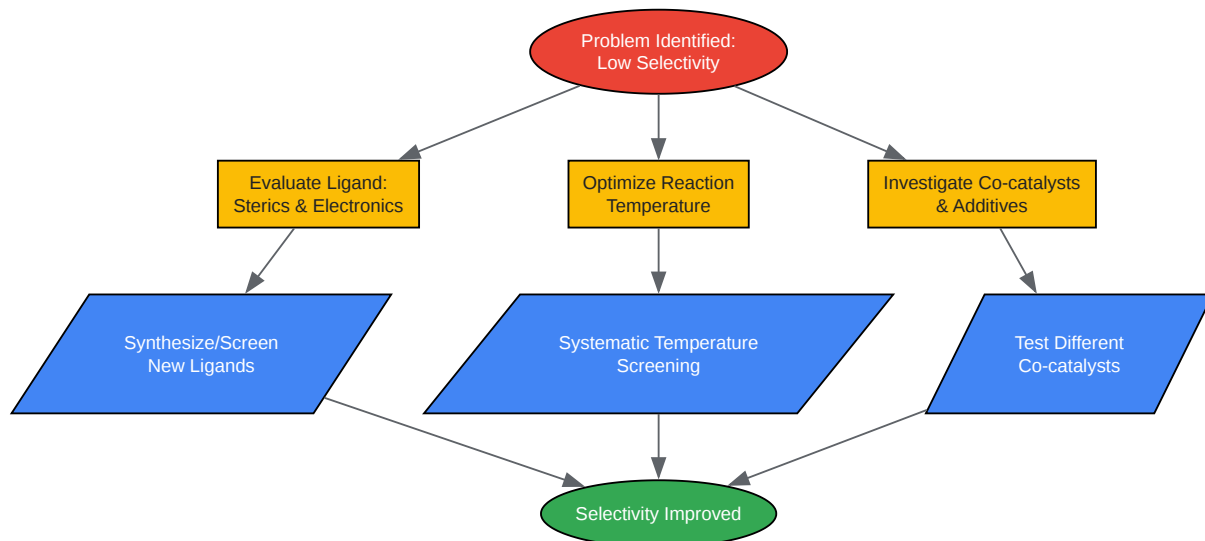 Problem Identified:
Low Selectivity
Evaluate Ligand:
Sterics & Electronics
Optimize Reaction
Temperature
Investigate Co-catalysts
& Additives
Synthesize/Screen
New Ligands
Systematic Temperature
Screening
Test Different
Co-catalysts
Selectivity Improved